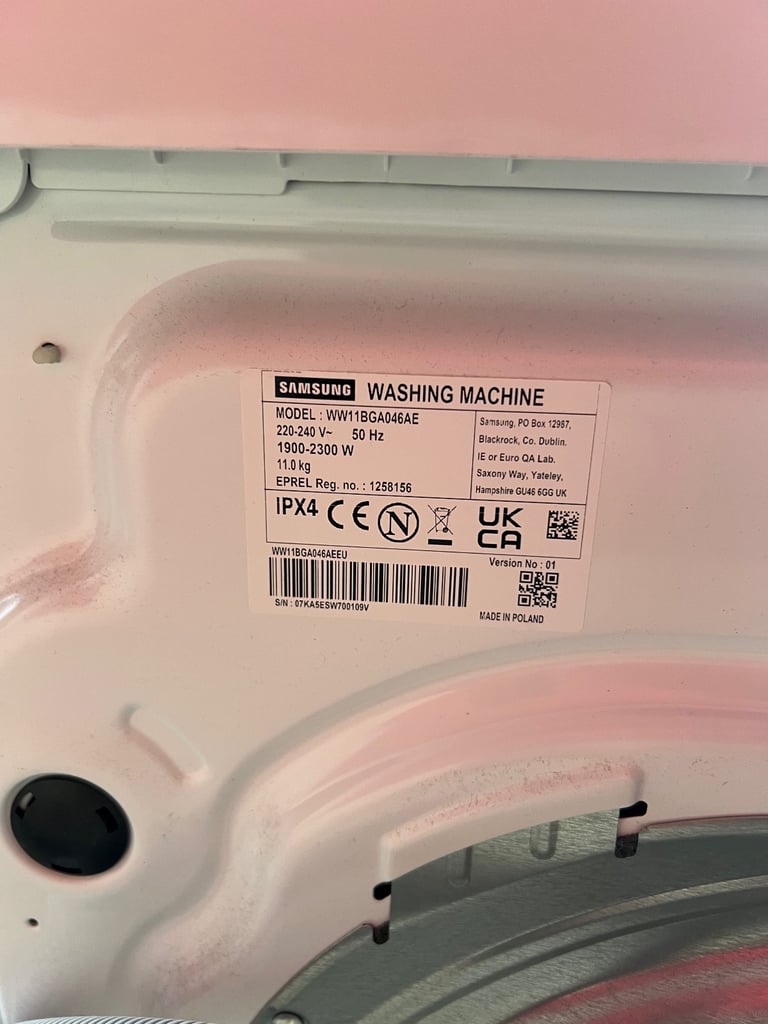 SAMSUNG WASHING MACHINE
MODEL : WW11BGA046AE
220-240 V~ 50 Hz
1900-2300 W
11.0 kg
EPREL Reg. no. : 1258156
Samsung, PO Box 12987,
Blackrock, Co. Dublin.
IE or Euro QA Lab.
Saxony Way, Yateley,
Hampshire GU46 6GG UK
IPX4 CE N UK
CA
WW11BGA046AEEU
Version No : 01
S/N : 07KA5ESW700109V
MADE IN POLAND